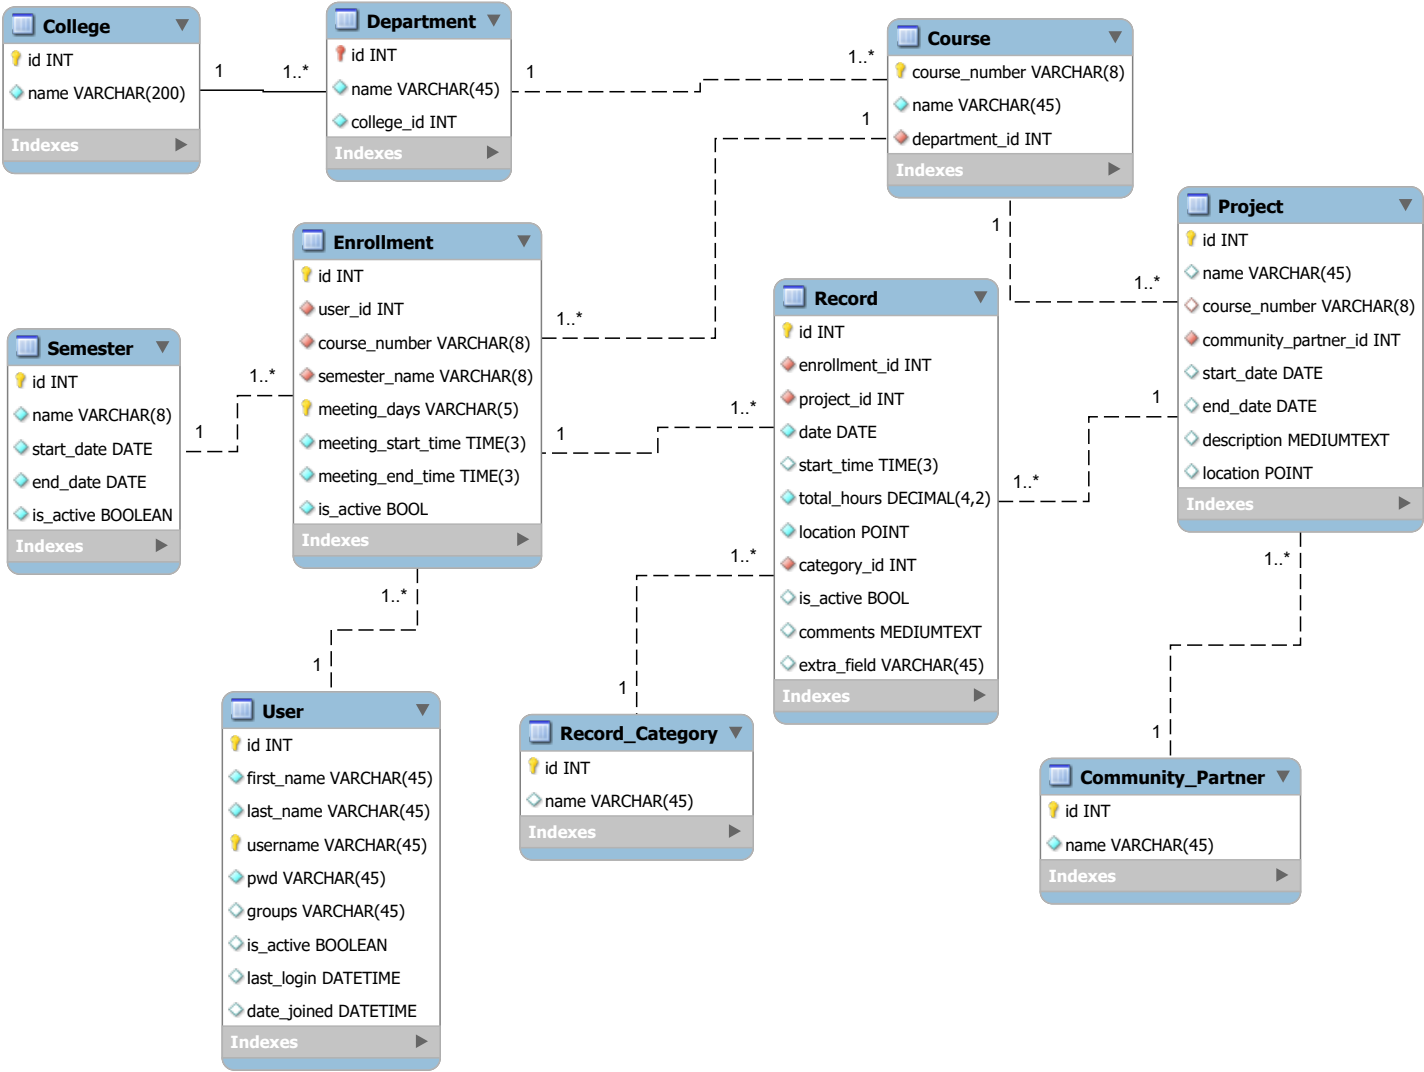 College
id INT
name VARCHAR(200)
Indexes
1
1..*
Department
id INT
name VARCHAR(45)
college_id INT
Indexes
1
1..*
Course
course_number VARCHAR(8)
name VARCHAR(45)
department_id INT
Indexes
1
1..*
1
1..*
Project
id INT
name VARCHAR(45)
course_number VARCHAR(8)
community_partner_id INT
start_date DATE
end_date DATE
description MEDIUMTEXT
location POINT
Indexes
Enrollment
id INT
user_id INT
course_number VARCHAR(8)
semester_name VARCHAR(8)
meeting_days VARCHAR(5)
meeting_start_time TIME(3)
meeting_end_time TIME(3)
is_active BOOL
Indexes
Semester
id INT
name VARCHAR(8)
start_date DATE
end_date DATE
is_active BOOLEAN
Indexes
1
1..*
1
1..*
Record
id INT
enrollment_id INT
project_id INT
date DATE
start_time TIME(3)
total_hours DECIMAL(4,2)
location POINT
category_id INT
is_active BOOL
comments MEDIUMTEXT
extra_field VARCHAR(45)
Indexes
1
1..*
1..*
1
1..*
1
1..*
1
User
id INT
first_name VARCHAR(45)
last_name VARCHAR(45)
username VARCHAR(45)
pwd VARCHAR(45)
groups VARCHAR(45)
is_active BOOLEAN
last_login DATETIME
date_joined DATETIME
Indexes
Record_Category
id INT
name VARCHAR(45)
Indexes
Community_Partner
id INT
name VARCHAR(45)
Indexes